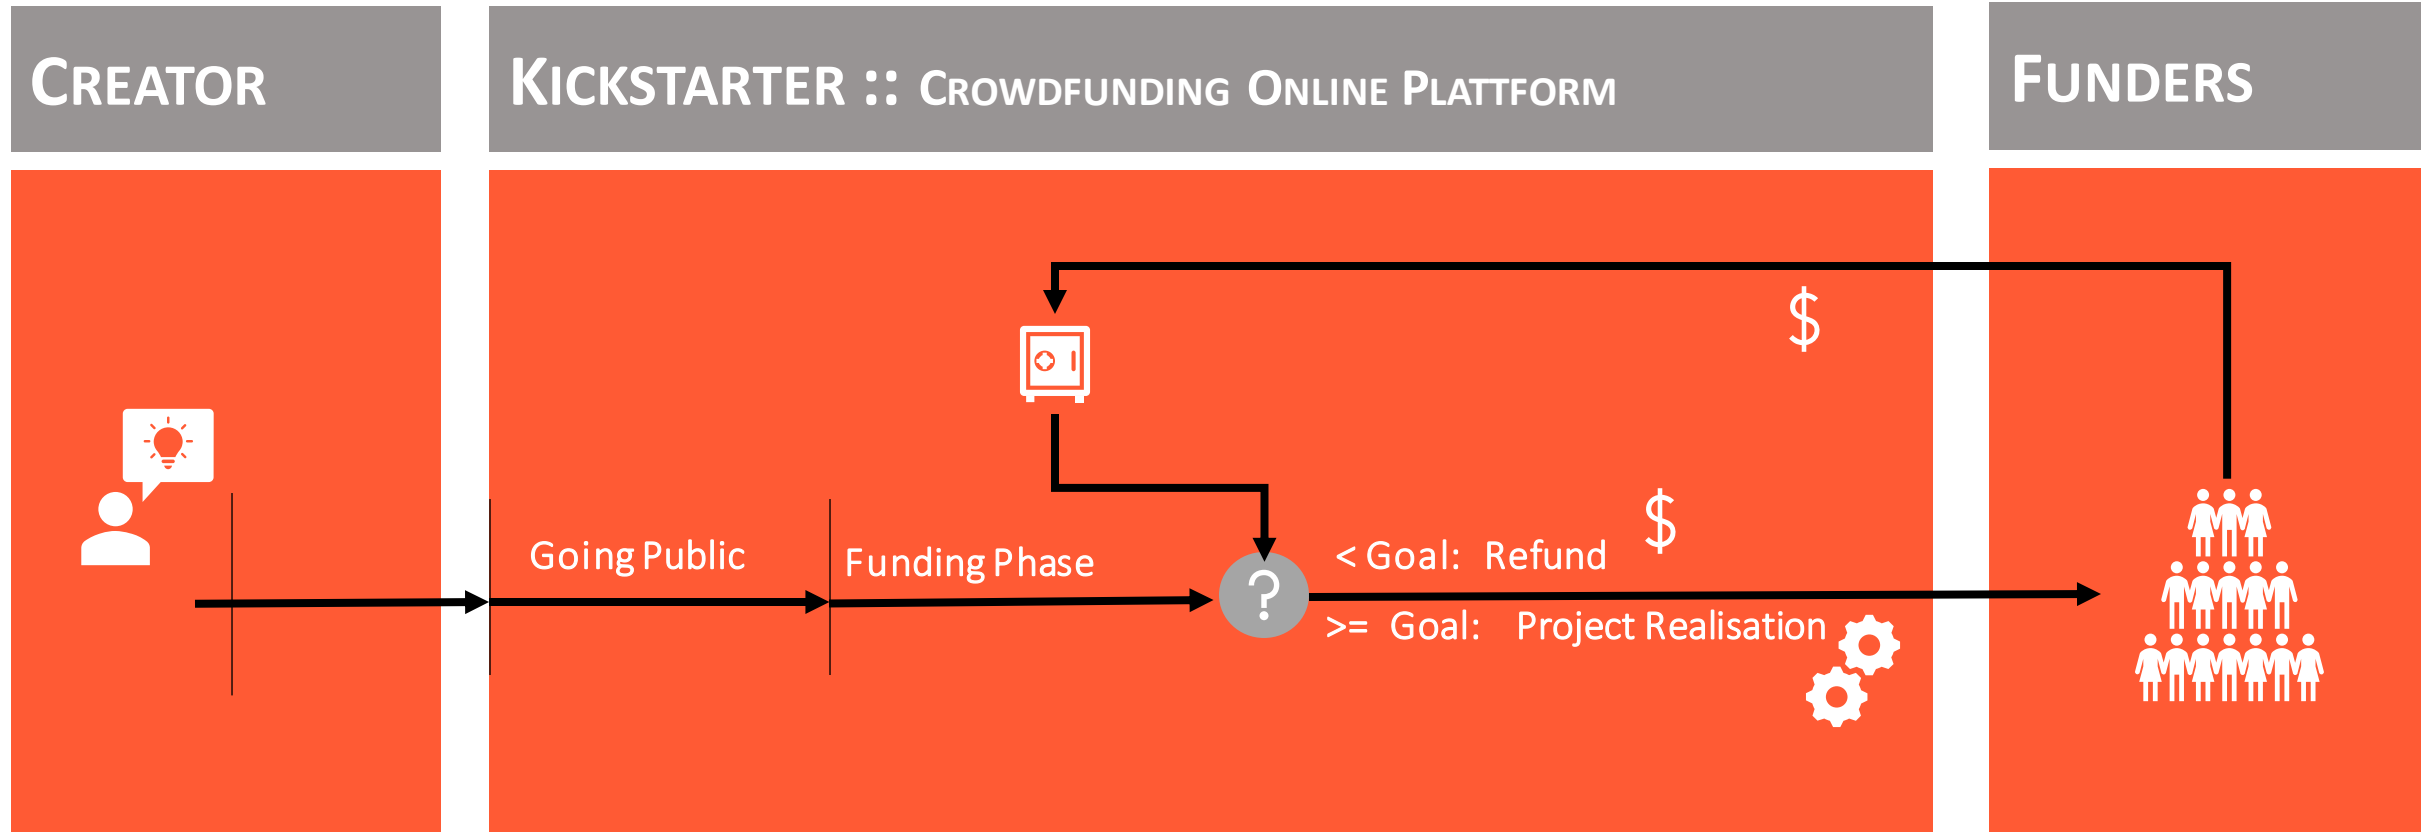 CREATOR
KICKSTARTER :: CROWDFUNDING ONLINE PLATTFORM
FUNDERS
$
$
Going Public
Funding Phase
?
< Goal: Refund
>= Goal: Project Realisation